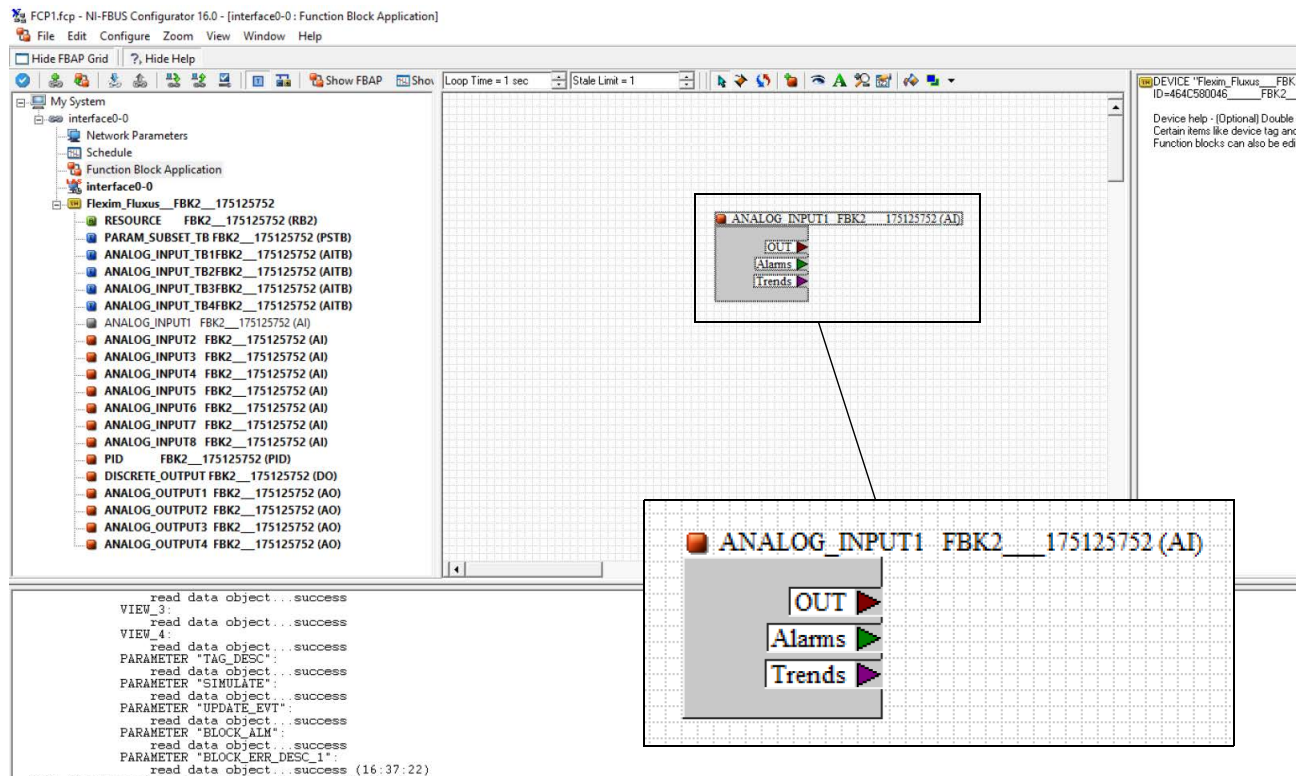 FCP1.fcp - NI-FBUS Configurator 16.0 - [interface0-0 : Function Block Application]
File Edit Configure Zoom View Window Help
Hide FBAP Grid ?, Hide Help
Show FBAP Shov Loop Time = 1 sec Stale Limit = 1
My System
interface0-0
Network Parameters
Schedule
Function Block Application
interface0-0
Flexim_Fluxus__FBK2__175125752
RESOURCE FBK2__175125752 (RB2)
PARAM_SUBSET_TB FBK2__175125752 (PSTB)
ANALOG_INPUT_TB1FBK2__175125752 (AITB)
ANALOG_INPUT_TB2FBK2__175125752 (AITB)
ANALOG_INPUT_TB3FBK2__175125752 (AITB)
ANALOG_INPUT_TB4FBK2__175125752 (AITB)
ANALOG_INPUT1 FBK2__175125752 (AI)
ANALOG_INPUT2 FBK2__175125752 (AI)
ANALOG_INPUT3 FBK2__175125752 (AI)
ANALOG_INPUT4 FBK2__175125752 (AI)
ANALOG_INPUT5 FBK2__175125752 (AI)
ANALOG_INPUT6 FBK2__175125752 (AI)
ANALOG_INPUT7 FBK2__175125752 (AI)
ANALOG_INPUT8 FBK2__175125752 (AI)
PID FBK2__175125752 (PID)
DISCRETE_OUTPUT FBK2__175125752 (DO)
ANALOG_OUTPUT1 FBK2__175125752 (AO)
ANALOG_OUTPUT2 FBK2__175125752 (AO)
ANALOG_OUTPUT3 FBK2__175125752 (AO)
ANALOG_OUTPUT4 FBK2__175125752 (AO)
ANALOG_INPUT1 FBK2___175125752 (AI)
OUT
Alarms
Trends
DEVICE "Flexim_Fluxus___FBK
ID=464C580046_____FBK2__
Device help - (Optional) Double
Certain items like device tag and
Function blocks can also be edi
ANALOG_INPUT1 FBK2___175125752 (AI)
OUT
Alarms
Trends
read data object...success
VIEW_3:
read data object...success
VIEW_4:
read data object...success
PARAMETER "TAG_DESC":
read data object...success
PARAMETER "SIMULATE":
read data object...success
PARAMETER "UPDATE_EVT":
read data object...success
PARAMETER "BLOCK_ALM":
read data object...success
PARAMETER "BLOCK_ERR_DESC_1":
read data object...success (16:37:22)